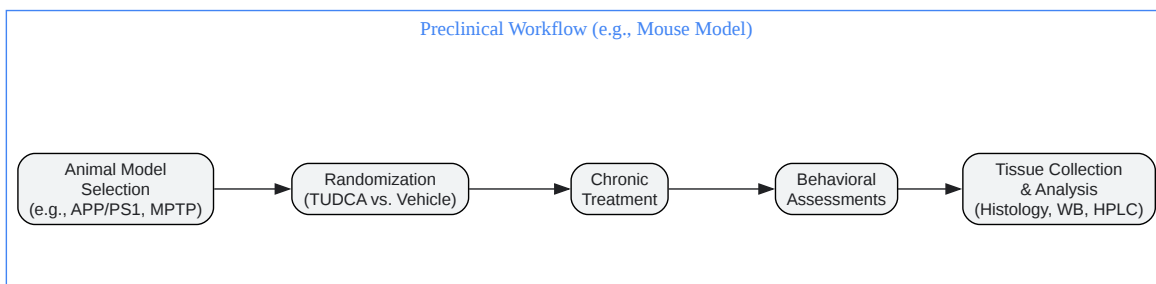 Preclinical Workflow (e.g., Mouse Model)
Animal Model
Selection
(e.g., APP/PS1, MPTP)
Randomization
(TUDCA vs. Vehicle)
Chronic
Treatment
Behavioral
Assessments
Tissue Collection
& Analysis
(Histology, WB, HPLC)